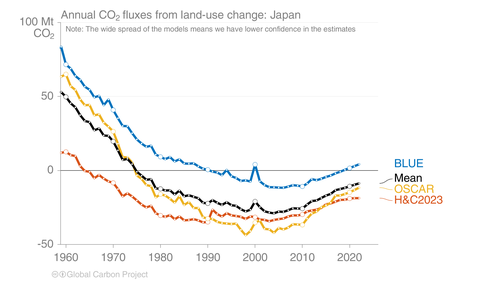 Annual CO₂ fluxes from land-use change: Japan
100 Mt
CO₂
Note: The wide spread of the models means we have lower confidence in the estimates
50
0
-50
BLUE
Mean
OSCAR
H&C2023
1960
1970
1980
1990
2000
2010
2020
Global Carbon Project